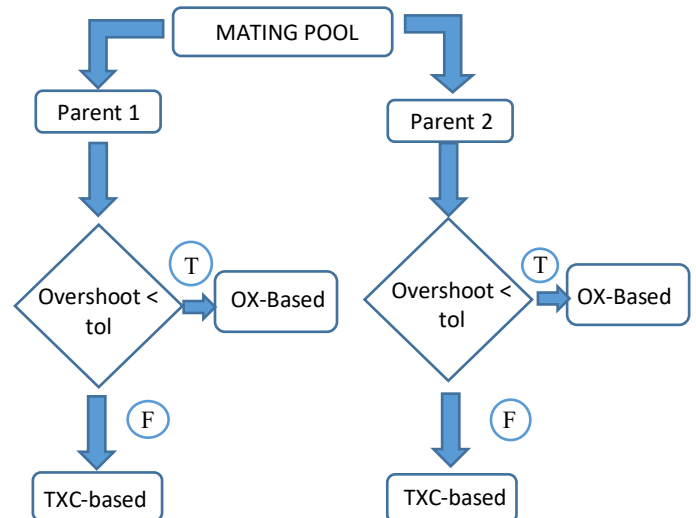 MATING POOL
Parent 1
Parent 2
T
T
Overshoot <
tol
OX-Based
Overshoot <
tol
OX-Based
F
F
TXC-based
TXC-based